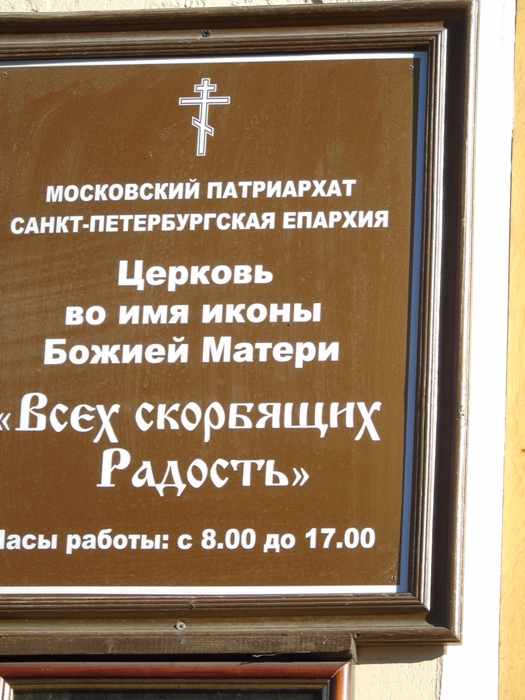 МОСКОВСКИЙ ПАТРИАРХАТ
САНКТ-ПЕТЕРБУРГСКАЯ ЕПАРХИЯ
Церковь
во имя иконы
Божией Матери
«Всех скорбящих
Радость»
Часы работы: с 8.00 до 17.00